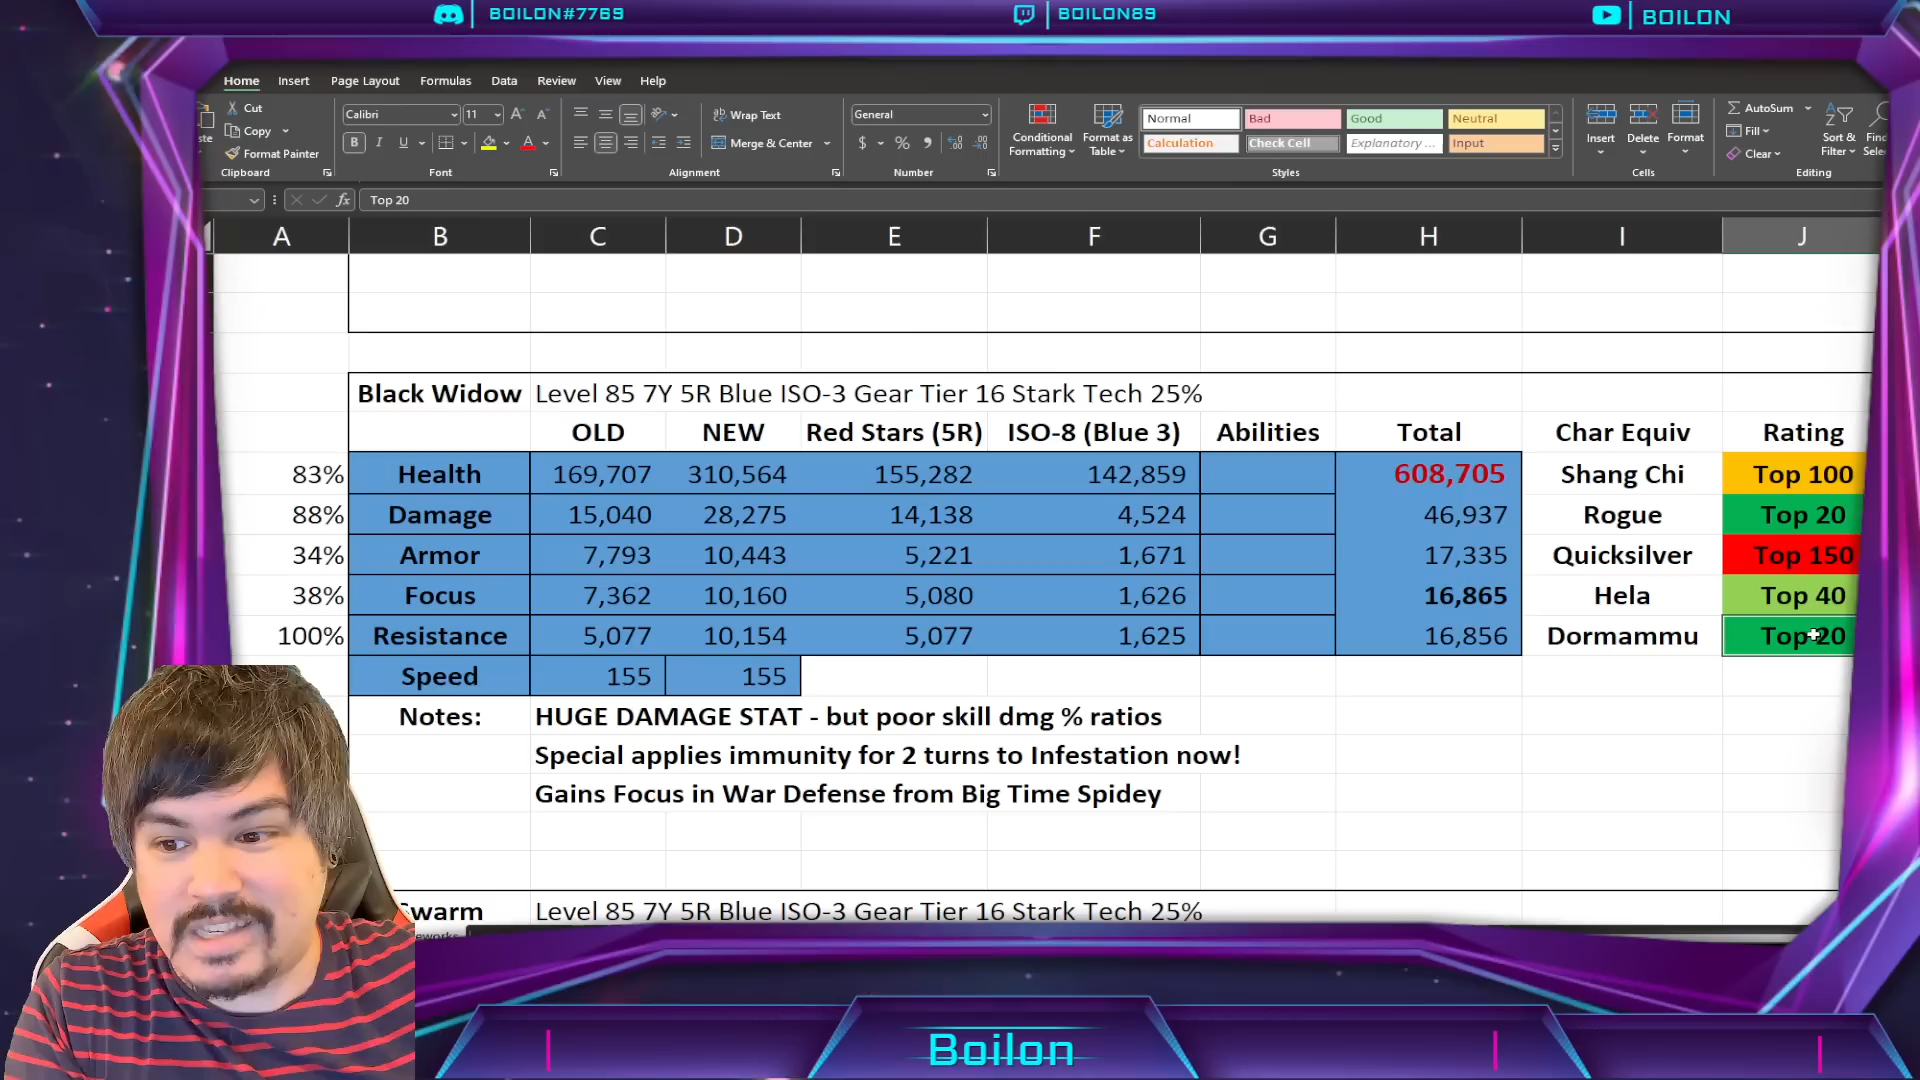 BOILON#7769
BOILON89
BOILON
Home Insert Page Layout Formulas Data Review View Help
Cut
Copy
Format Painter
Clipboard
Calibri 11
B I U
Font
Wrap Text
Merge & Center
Alignment
General
$ %
Number
Conditional Formatting
Format as Table
Normal Bad Good Neutral
Calculation Check Cell Explanatory ... Input
Styles
Insert Delete Format
Cells
AutoSum
Fill
Clear
Sort & Filter
Editing
fx Top 20
A B C D E F G H I J
Black Widow Level 85 7Y 5R Blue ISO-3 Gear Tier 16 Stark Tech 25%
OLD NEW Red Stars (5R) ISO-8 (Blue 3) Abilities Total Char Equiv Rating
83% Health 169,707 310,564 155,282 142,859 608,705 Shang Chi Top 100
88% Damage 15,040 28,275 14,138 4,524 46,937 Rogue Top 20
34% Armor 7,793 10,443 5,221 1,671 17,335 Quicksilver Top 150
38% Focus 7,362 10,160 5,080 1,626 16,865 Hela Top 40
100% Resistance 5,077 10,154 5,077 1,625 16,856 Dormammu Top 20
Speed 155 155
Notes: HUGE DAMAGE STAT - but poor skill dmg % ratios
Special applies immunity for 2 turns to Infestation now!
Gains Focus in War Defense from Big Time Spidey
Swarm Level 85 7Y 5R Blue ISO-3 Gear Tier 16 Stark Tech 25%
Boilon